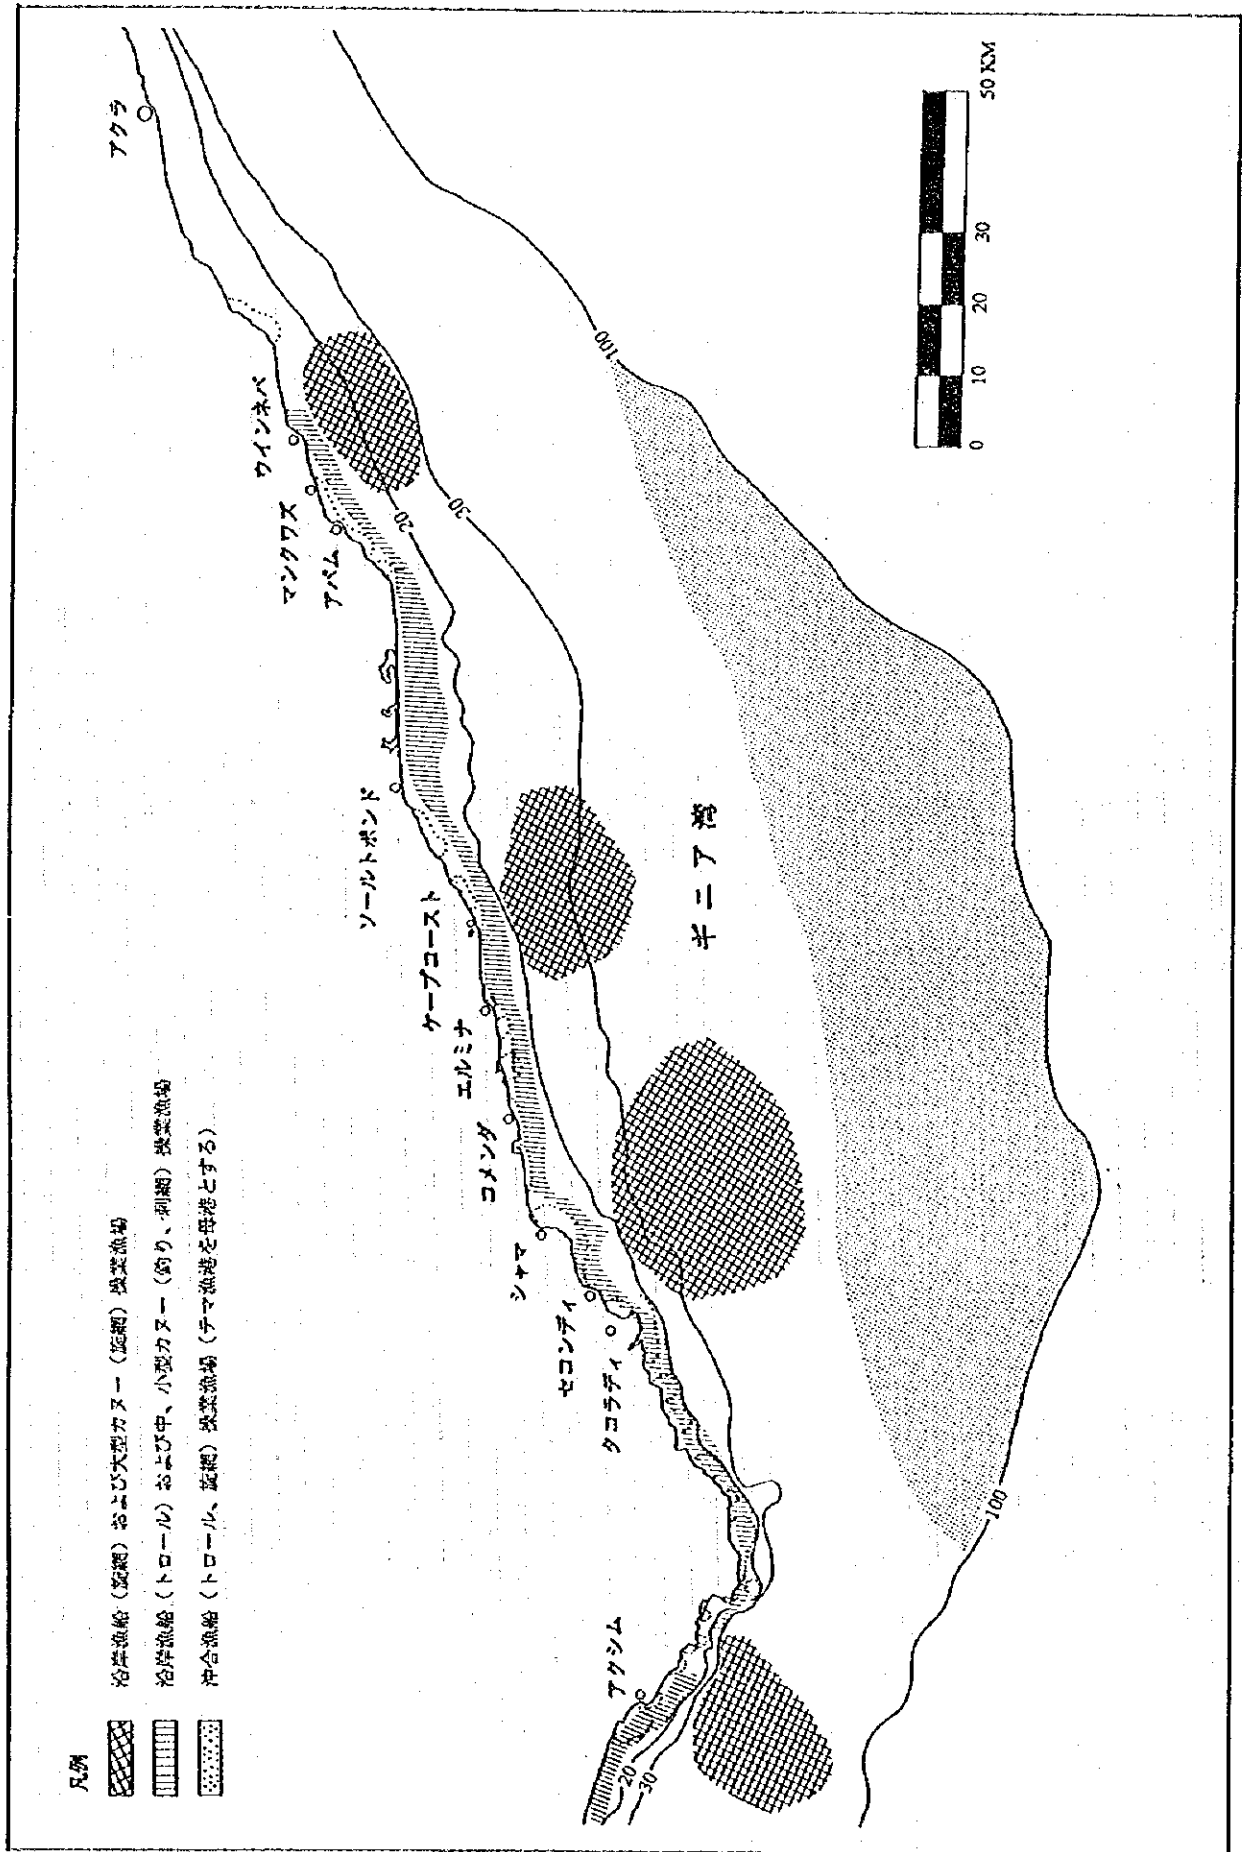 凡例
沿岸漁船（旋網）および大型カヌー（旋網）操業漁場
沿岸漁船（トロール）および中、小型カヌー（釣り、刺網）操業漁場
沖合漁船（トロール、旋網）操業漁場（テマ漁港を母港とする）
アクシム
タコラディ
セコンディ
シャマ
コメンダ
エルミナ
ケープコースト
ソールトポンド
アパム
マンクワズ
ウインネバ
アクラ
ギニア湾
20
30
20
30
100
100
0
10
20
30
50 KM